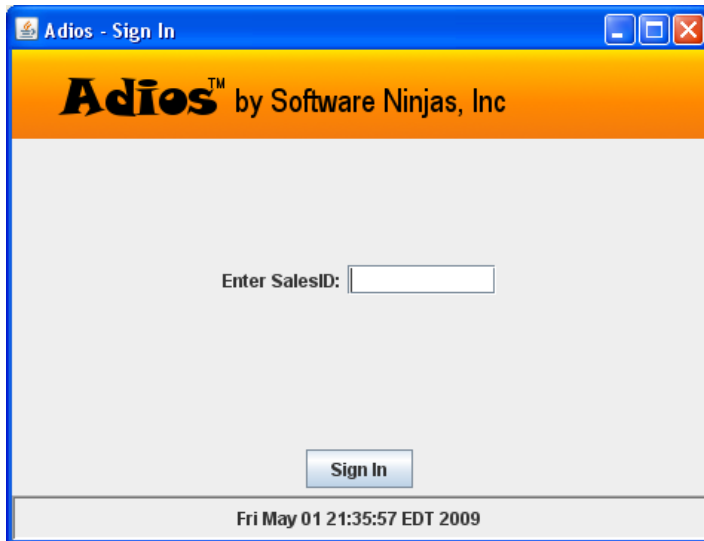 Adios - Sign In
Adios™ by Software Ninjas, Inc
Enter SalesID:
Sign In
Fri May 01 21:35:57 EDT 2009